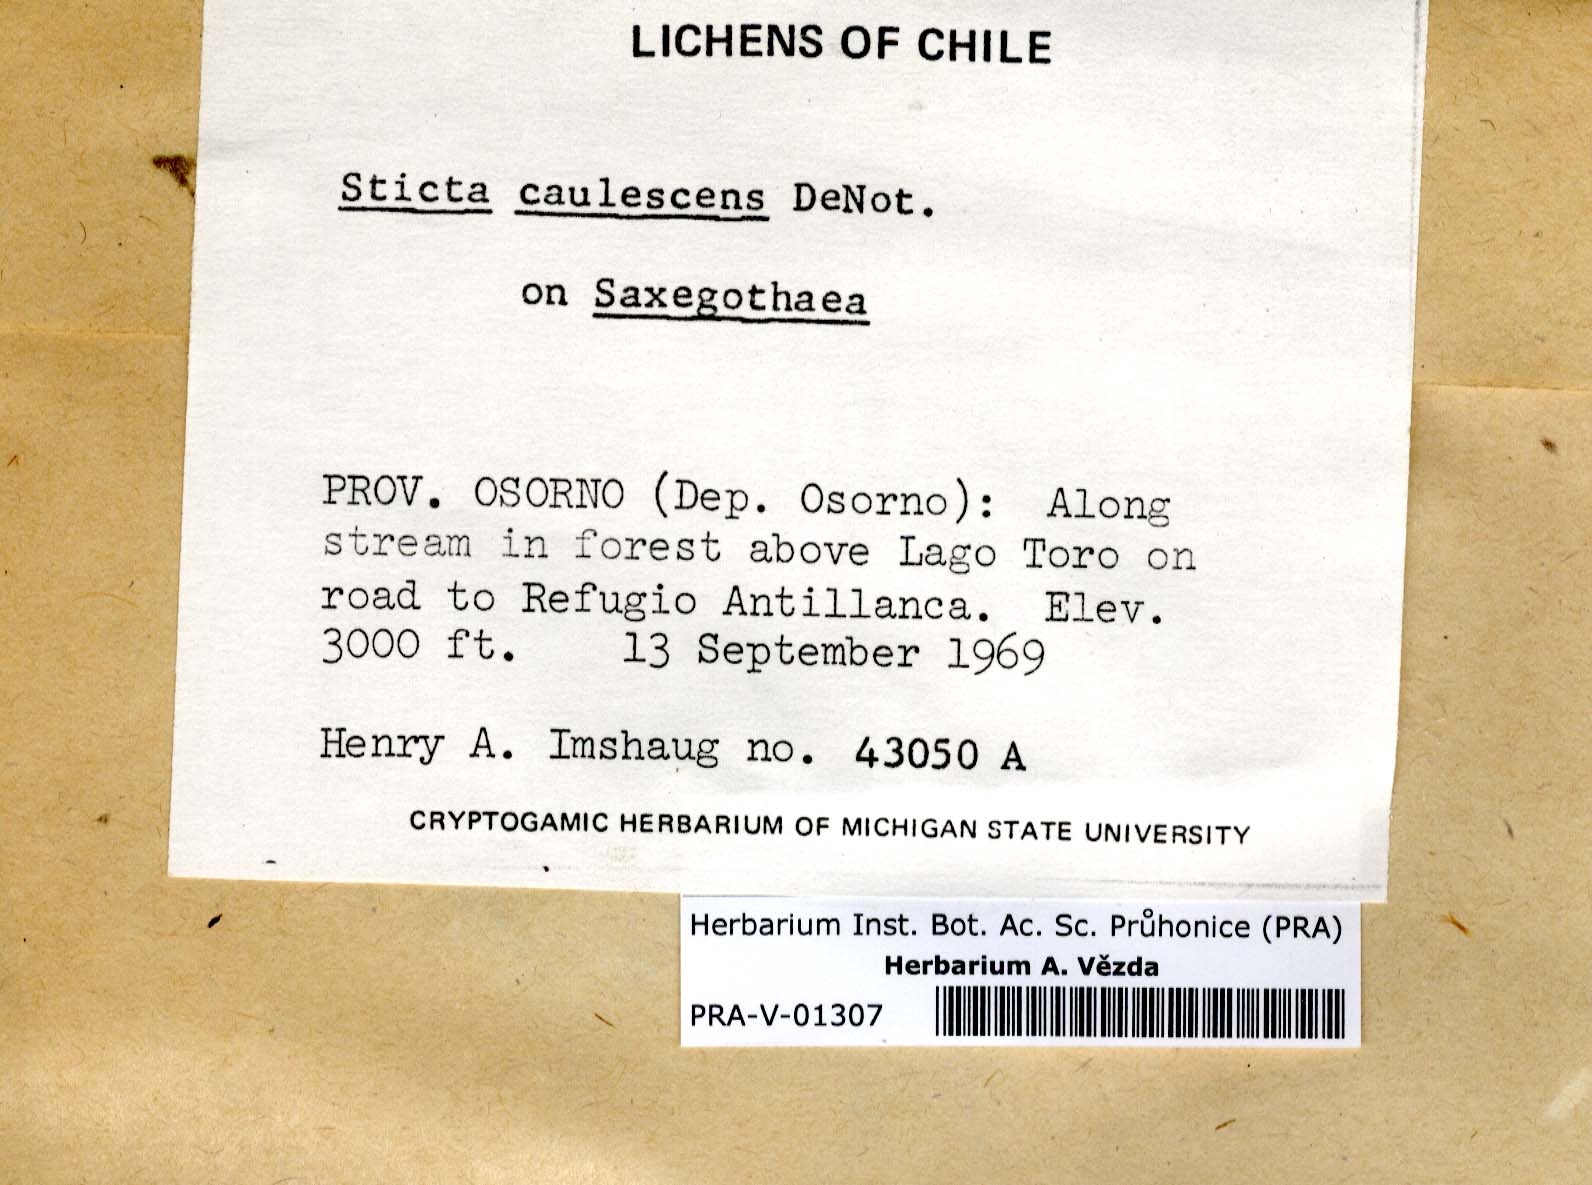 LICHENS OF CHILE
Sticta caulescens DeNot.
on Saxegothaea
PROV. OSORNO (Dep. Osorno): Along
stream in forest above Lago Toro on
road to Refugio Antillanca. Elev.
3000 ft. 13 September 1969
Henry A. Imshaug no. 43050 A
CRYPTOGAMIC HERBARIUM OF MICHIGAN STATE UNIVERSITY
Herbarium Inst. Bot. Ac. Sc. Průhonice (PRA)
Herbarium A. Vězda
PRA-V-01307